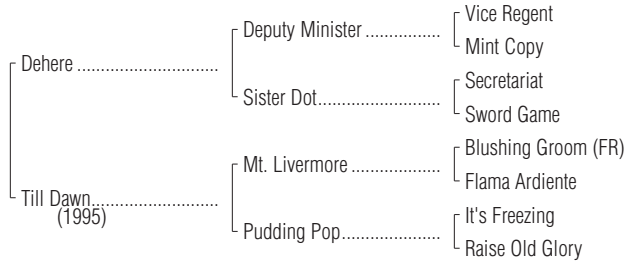 Vice Regent
Deputy Minister ................
Mint Copy
Dehere ..............................
Secretariat
Sister Dot..........................
Sword Game
Blushing Groom (FR)
Mt. Livermore ...................
Flama Ardiente
Till Dawn...........................
(1995)
It's Freezing
Pudding Pop.....................
Raise Old Glory